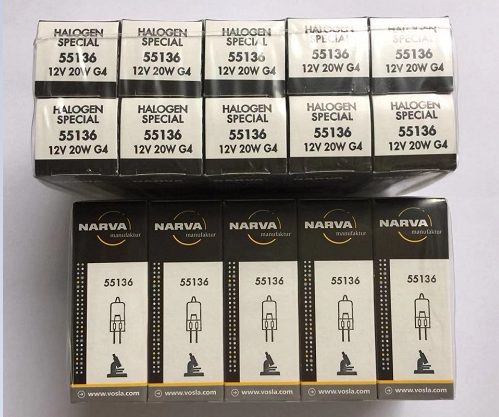 HALOGEN SPECIAL 55136 12V 20W G4
HALOGEN SPECIAL 55136 12V 20W G4
HALOGEN SPECIAL 55136 12V 20W G4
HALOGEN SPECIAL 55136 12V 20W G4
HALOGEN SPECIAL 55136 12V 20W G4
HALOGEN SPECIAL 55136 12V 20W G4
HALOGEN SPECIAL 55136 12V 20W G4
HALOGEN SPECIAL 55136 12V 20W G4
HALOGEN SPECIAL 55136 12V 20W G4
HALOGEN SPECIAL 55136 12V 20W G4
NARVA NARVA NARVA NARVA NARVA
manufaktur manufaktur manufaktur manufaktur manufaktur
55136 55136 55136 55136 55136
www.vosla.com www.vosla.com www.vosla.com www.vosla.com www.vosla.com